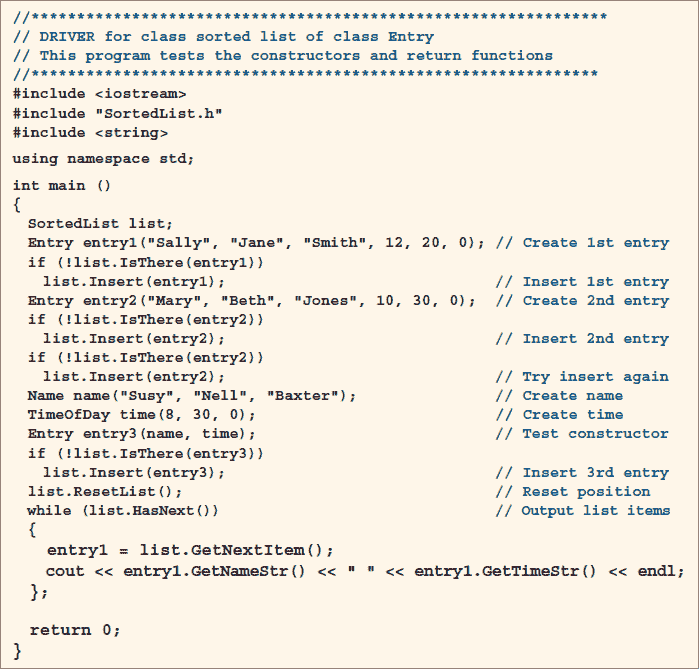 //***************************************************************
// DRIVER for class sorted list of class Entry
// This program tests the constructors and return functions
//**************************************************************
#include <iostream>
#include "SortedList.h"
#include <string>
using namespace std;
int main ()
{
SortedList list;
Entry entry1("Sally", "Jane", "Smith", 12, 20, 0); // Create 1st entry
if (!list.IsThere(entry1))
list.Insert(entry1); // Insert 1st entry
Entry entry2("Mary", "Beth", "Jones", 10, 30, 0); // Create 2nd entry
if (!list.IsThere(entry2))
list.Insert(entry2); // Insert 2nd entry
if (!list.IsThere(entry2))
list.Insert(entry2); // Try insert again
Name name("Susy", "Nell", "Baxter"); // Create name
TimeOfDay time(8, 30, 0); // Create time
Entry entry3(name, time); // Test constructor
if (!list.IsThere(entry3))
list.Insert(entry3); // Insert 3rd entry
list.ResetList(); // Reset position
while (list.HasNext()) // Output list items
{
entry1 = list.GetNextItem();
cout << entry1.GetNameStr() << " " << entry1.GetTimeStr() << endl;
};
return 0;
}